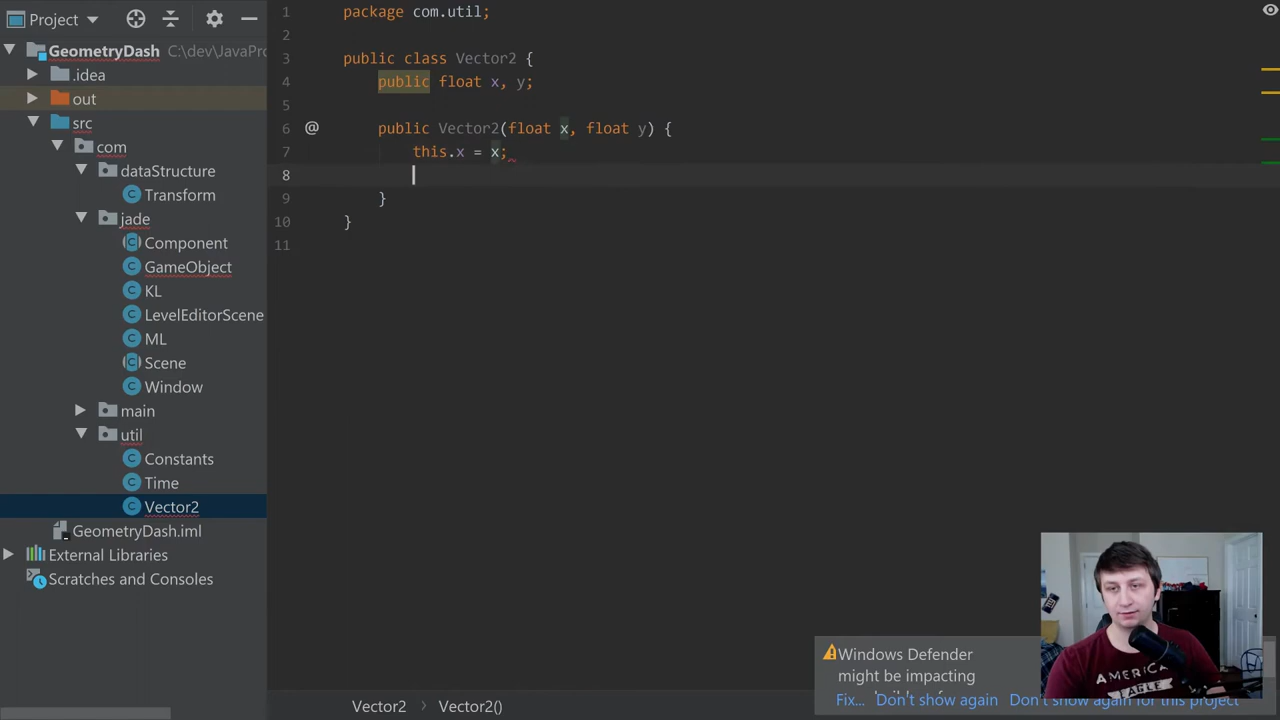 Project
GeometryDash C:\dev\JavaPro
.idea
out
src
com
dataStructure
Transform
jade
Component
GameObject
KL
LevelEditorScene
ML
Scene
Window
main
util
Constants
Time
Vector2
GeometryDash.iml
External Libraries
Scratches and Consoles
1 package com.util;
2
3 public class Vector2 {
4 public float x, y;
5
6 @ public Vector2(float x, float y) {
7 this.x = x;
8
9 }
10 }
11
AMERICAN
EAGLE
Windows Defender
might be impacting
Fix... Don't show again Don't show again for this project
Vector2 > Vector2()